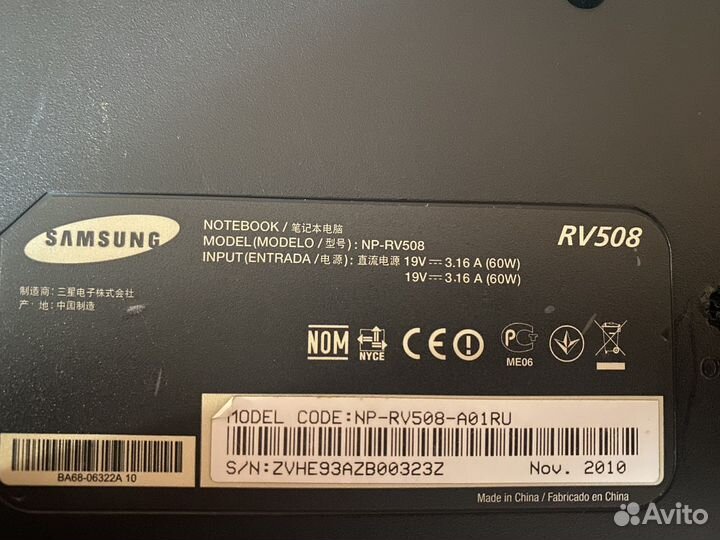 SAMSUNG
NOTEBOOK / 笔记本电脑
MODEL(MODELO / 型号) : NP-RV508
INPUT(ENTRADA / 电源) : 直流电源 19V ⎓ 3.16 A (60W)
19V ⎓ 3.16 A (60W)
RV508
制造商 : 三星电子株式会社
产 · 地 : 中国制造
NOM
NYCE
CE
ME06
MODEL CODE:NP-RV508-A01RU
S/N:ZVHE93AZB00323Z Nov. 2010
BA68-06322A 10
Made in China / Fabricado en China
Avito